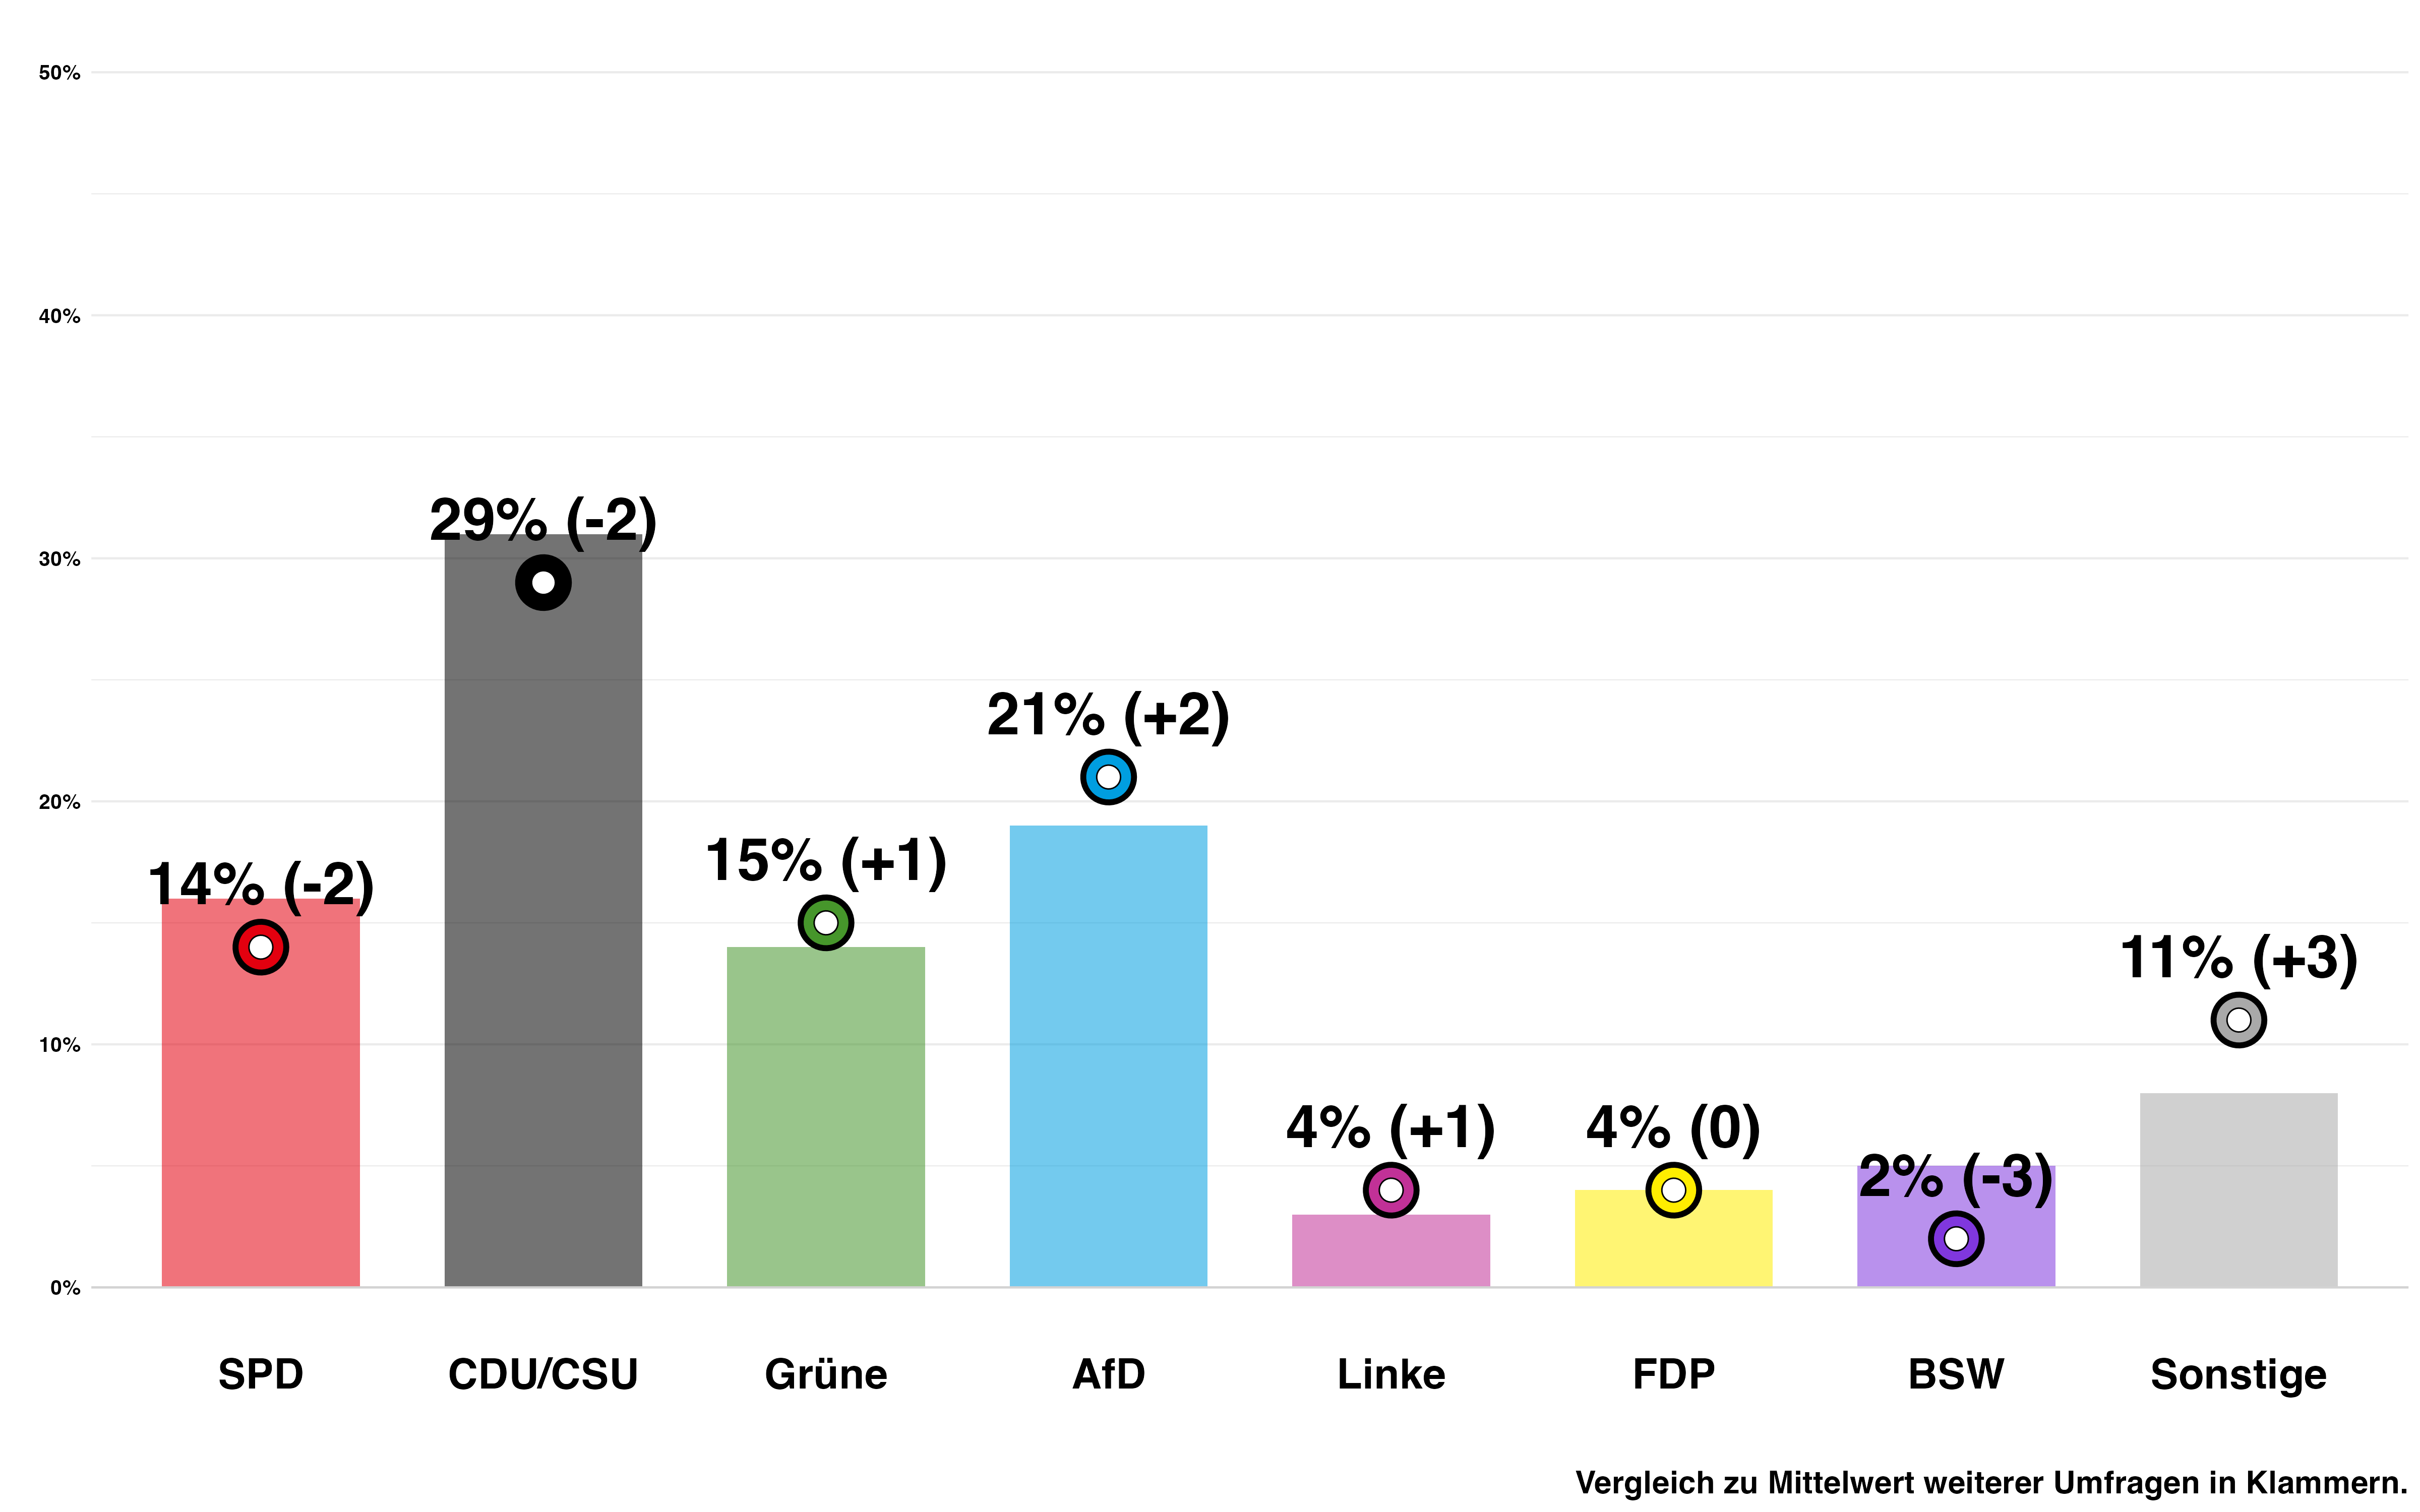 50%
40%
30%
20%
10%
0%
14% (-2)
29% (-2)
15% (+1)
21% (+2)
4% (+1)
4% (0)
2% (-3)
11% (+3)
SPD
CDU/CSU
Grüne
AfD
Linke
FDP
BSW
Sonstige
Vergleich zu Mittelwert weiterer Umfragen in Klammern.